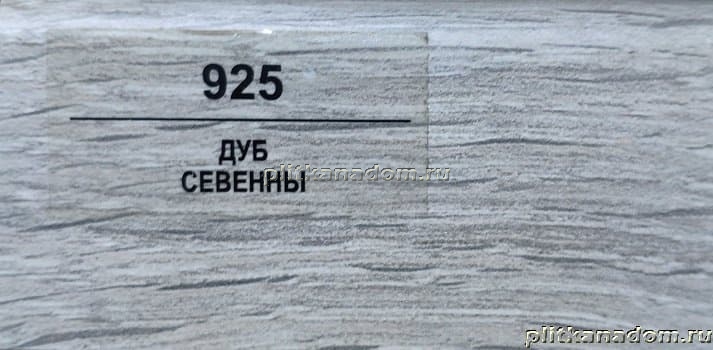 925
ДУБ
СЕВЕННЫ
plitkanadom.ru
plitkanadom.ru